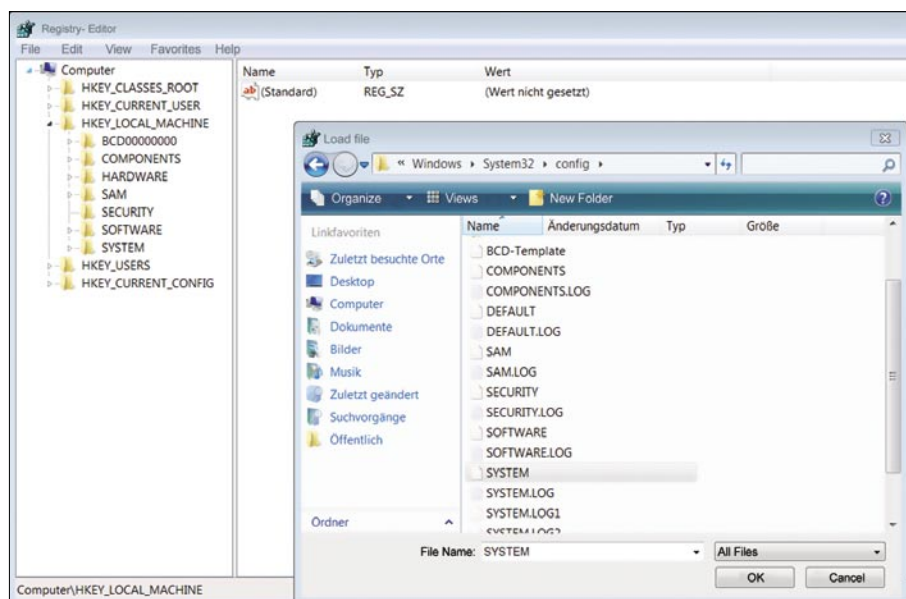 Registry- Editor
File Edit View Favorites Help
Computer
HKEY_CLASSES_ROOT
HKEY_CURRENT_USER
HKEY_LOCAL_MACHINE
BCD00000000
COMPONENTS
HARDWARE
SAM
SECURITY
SOFTWARE
SYSTEM
HKEY_USERS
HKEY_CURRENT_CONFIG
Name Typ Wert
ab (Standard) REG_SZ (Wert nicht gesetzt)
Load file
« Windows System32 config
Organize Views New Folder
Linkfavoriten
Zuletzt besuchte Orte
Desktop
Computer
Dokumente
Bilder
Musik
Zuletzt geändert
Suchvorgänge
Öffentlich
Ordner
Name Änderungsdatum Typ Größe
BCD-Template
COMPONENTS
COMPONENTS.LOG
DEFAULT
DEFAULT.LOG
SAM
SAM.LOG
SECURITY
SECURITY.LOG
SOFTWARE
SOFTWARE.LOG
SYSTEM
SYSTEM.LOG
SYSTEM.LOG1
SYSTEM.LOG2
File Name: SYSTEM All Files
OK Cancel
Computer\HKEY_LOCAL_MACHINE